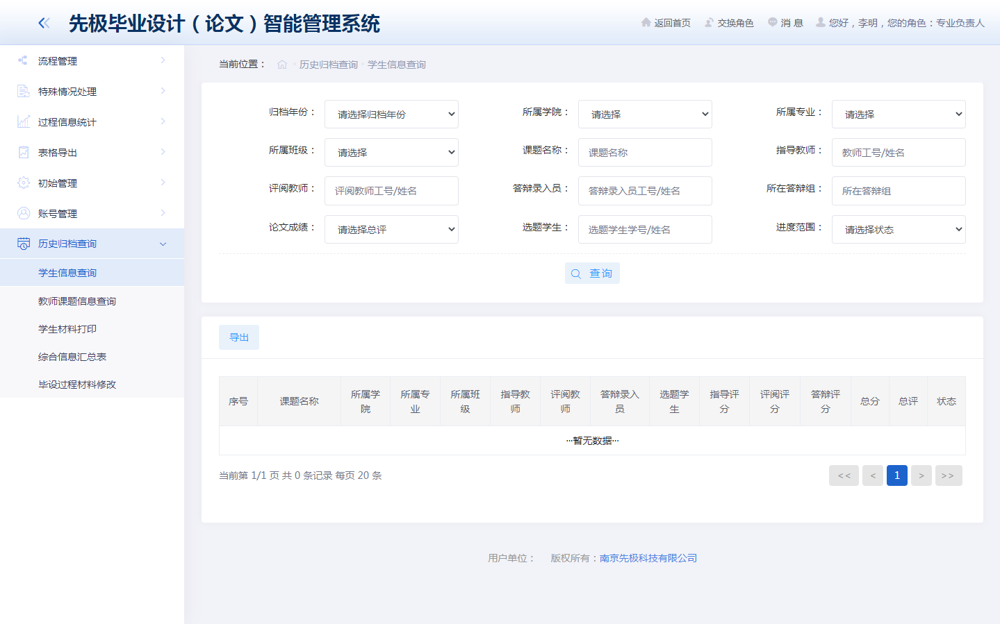 先极毕业设计（论文）智能管理系统
返回首页 交换角色 消 息 您好，李明，您的角色：专业负责人
流程管理
特殊情况处理
过程信息统计
表格导出
初始管理
账号管理
历史归档查询
学生信息查询
教师课题信息查询
学生材料打印
综合信息汇总表
毕设过程材料修改
当前位置： 历史归档查询 学生信息查询
归档年份： 请选择归档年份 所属学院： 请选择 所属专业： 请选择
所属班级： 请选择 课题名称： 课题名称 指导教师： 教师工号/姓名
评阅教师： 评阅教师工号/姓名 答辩录入员： 答辩录入员工号/姓名 所在答辩组： 所在答辩组
论文成绩： 请选择总评 选题学生： 选题学生学号/姓名 进度范围： 请选择状态
查询
导出
序号 课题名称 所属学院 所属专业 所属班级 指导教师 评阅教师 答辩录入员 选题学生 指导评分 评阅评分 答辩评分 总分 总评 状态
···暂无数据···
当前第 1/1 页 共 0 条记录 每页 20 条 << < 1 > >>
用户单位： 版权所有：南京先极科技有限公司